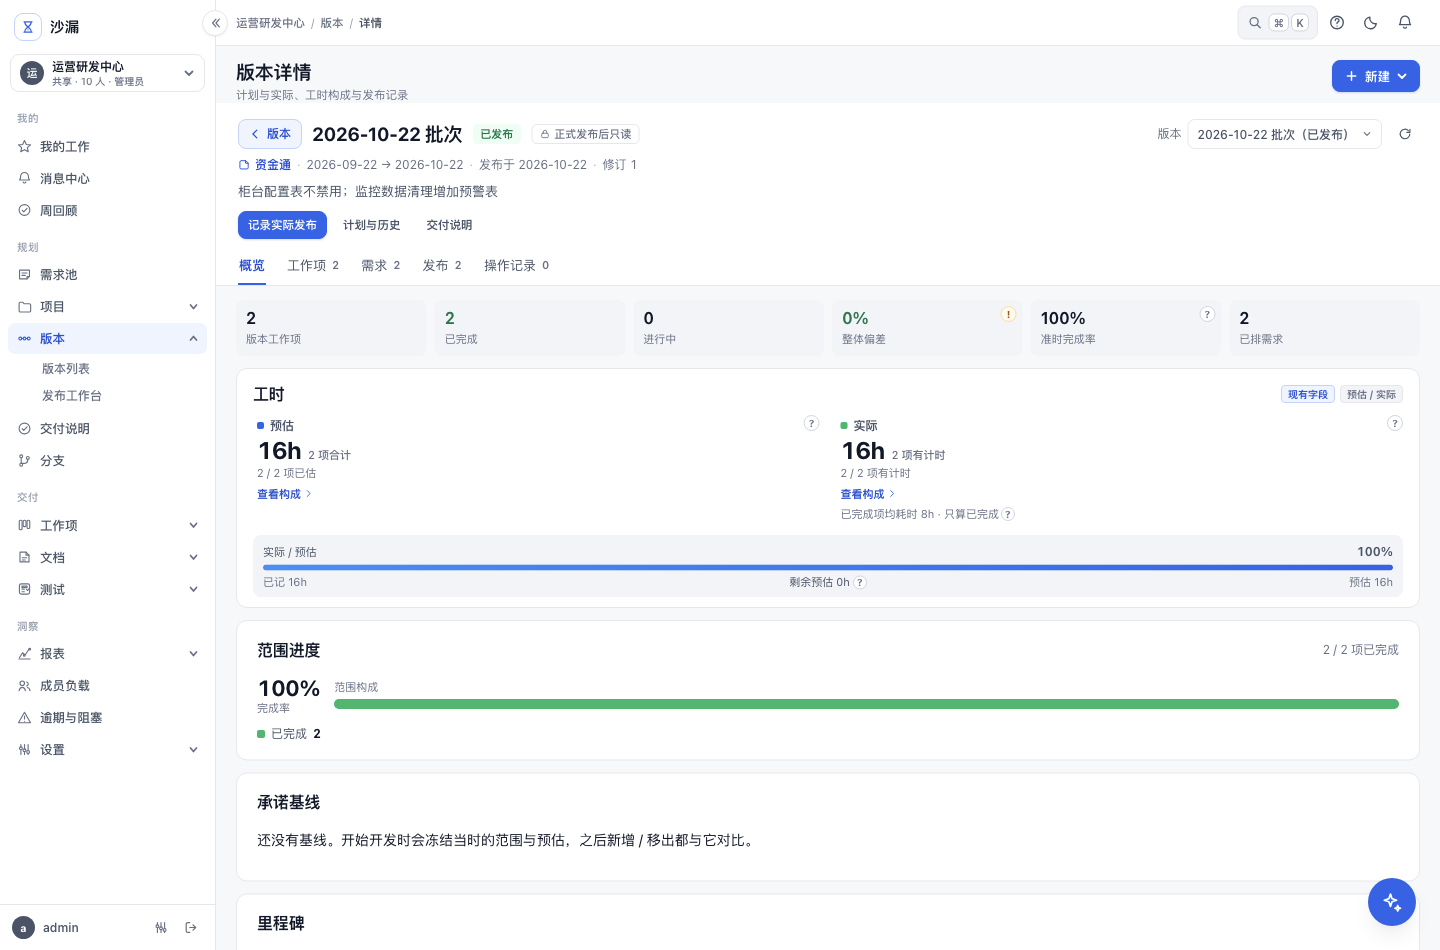 沙漏
运营研发中心 / 版本 / 详情
⌘ K
运
运营研发中心
共享 · 10 人 · 管理员
我的
我的工作
消息中心
周回顾
规划
需求池
项目
版本
版本列表
发布工作台
交付说明
分支
交付
工作项
文档
测试
洞察
报表
成员负载
逾期与阻塞
设置
a admin
版本详情
计划与实际、工时构成与发布记录
新建
版本 2026-10-22 批次 已发布 正式发布后只读
版本 2026-10-22 批次（已发布）
资金通 · 2026-09-22 → 2026-10-22 · 发布于 2026-10-22 · 修订 1
柜台配置表不禁用；监控数据清理增加预警表
记录实际发布 计划与历史 交付说明
概览 工作项 2 需求 2 发布 2 操作记录 0
2
版本工作项
2
已完成
0
进行中
0% !
整体偏差
100% ?
准时完成率
2
已排需求
工时
现有字段 预估 / 实际
预估 ?
16h 2 项合计
2 / 2 项已估
查看构成
实际 ?
16h 2 项有计时
2 / 2 项有计时
查看构成
已完成项均耗时 8h · 只算已完成 ?
实际 / 预估 100%
已记 16h 剩余预估 0h ? 预估 16h
范围进度 2 / 2 项已完成
100%
完成率
范围构成
已完成 2
承诺基线
还没有基线。开始开发时会冻结当时的范围与预估，之后新增 / 移出都与它对比。
里程碑